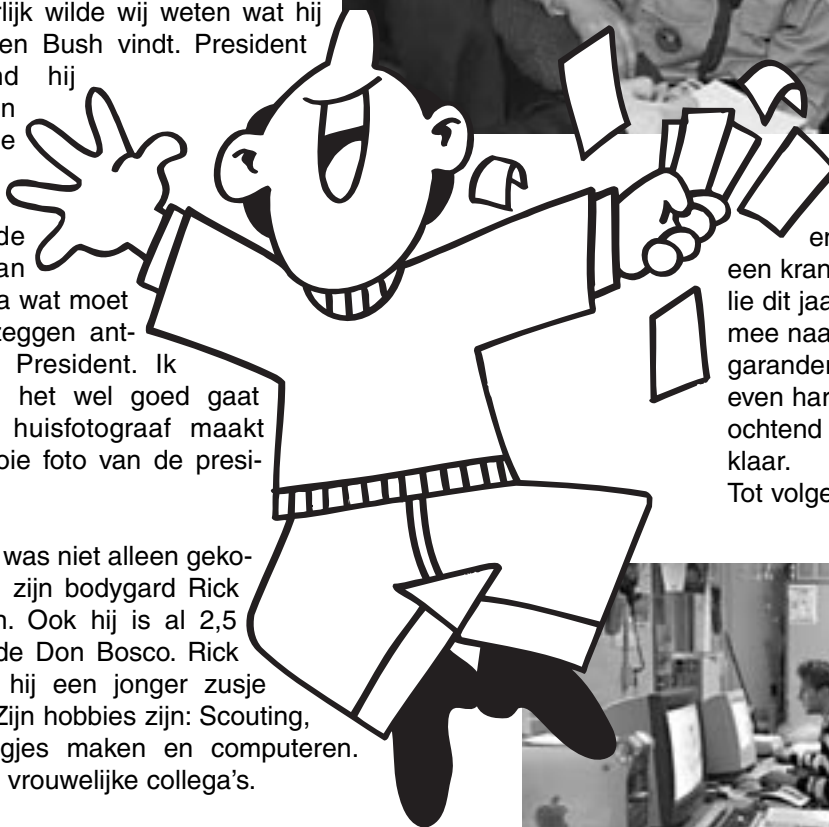 rlijk wilde wij weten wat hij
en Bush vindt. President
nd hij
n
e
de
an
a wat moet
zeggen ant-
President. Ik
het wel goed gaat
huisfotograaf maakt
oie foto van de presi-
was niet alleen geko-
zijn bodygard Rick
n. Ook hij is al 2,5
de Don Bosco. Rick
hij een jonger zusje
Zijn hobbies zijn: Scouting,
gjes maken en computeren.
vrouwelijke collega's.
en
een kran
lie dit jaa
mee naa
garander
even har
ochtend
klaar.
Tot volge